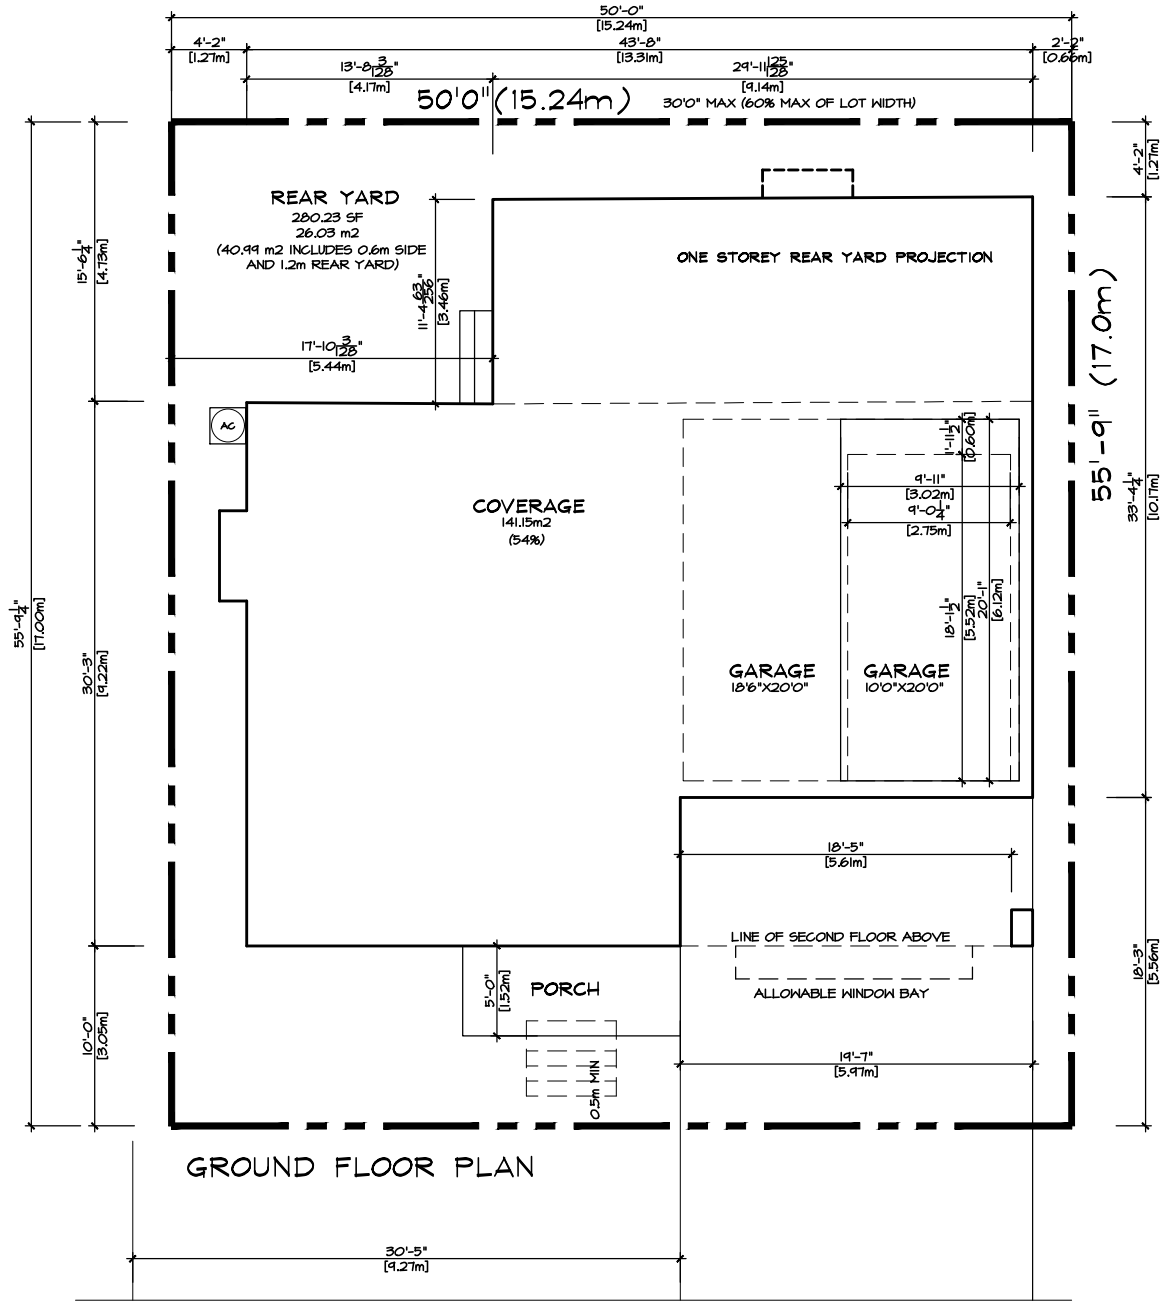 50'-0"
[15.24m]
4'-2"
[1.27m]
43'-8"
[13.31m]
2'-2"
[0.66m]
13'-8 3/128"
[4.17m]
29'-11 125/128"
[9.14m]
50'0" (15.24m)
30'0" MAX (60% MAX OF LOT WIDTH)
4'-2"
[1.27m]
REAR YARD
280.23 SF
26.03 m2
(40.99 m2 INCLUDES 0.6m SIDE
AND 1.2m REAR YARD)
15'-6 1/4"
[4.73m]
11'-4 63/256"
[3.46m]
ONE STOREY REAR YARD PROJECTION
17'-10 3/128"
[5.44m]
55'-9" (17.0m)
AC
1'-11 1/2"
[0.60m]
9'-11"
[3.02m]
9'-0 1/4"
[2.75m]
33'-4 1/4"
[10.17m]
COVERAGE
141.15m2
(54%)
55'-9 1/4"
[17.00m]
18'-1 1/2"
[5.52m]
20'-1"
[6.12m]
30'-3"
[9.22m]
GARAGE
18'6"X20'0"
GARAGE
10'0"X20'0"
18'-5"
[5.61m]
LINE OF SECOND FLOOR ABOVE
ALLOWABLE WINDOW BAY
18'-3"
[5.56m]
5'-0"
[1.52m]
PORCH
10'-0"
[3.05m]
0.5m MIN
19'-7"
[5.97m]
GROUND FLOOR PLAN
30'-5"
[9.27m]